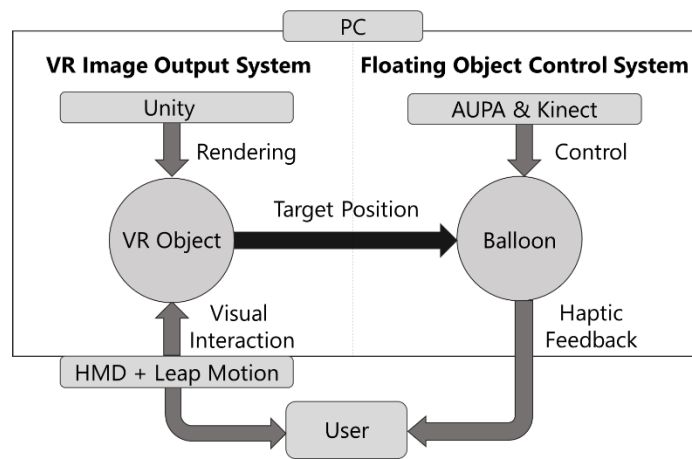 PC
VR Image Output System
Floating Object Control System
Unity
AUPA & Kinect
Rendering
Control
Target Position
VR Object
Balloon
Visual
Interaction
Haptic
Feedback
HMD + Leap Motion
User